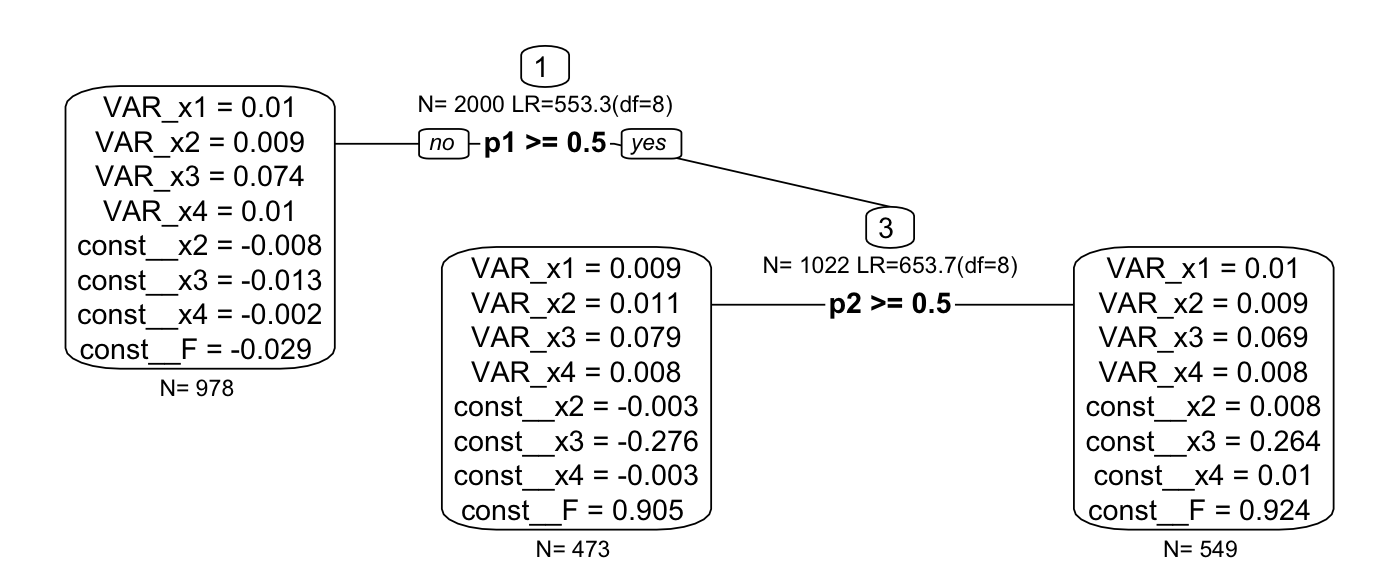 1
N= 2000 LR=553.3(df=8)
no p1 >= 0.5 yes
VAR_x1 = 0.01
VAR_x2 = 0.009
VAR_x3 = 0.074
VAR_x4 = 0.01
const__x2 = -0.008
const__x3 = -0.013
const__x4 = -0.002
const__F = -0.029
N= 978
3
N= 1022 LR=653.7(df=8)
p2 >= 0.5
VAR_x1 = 0.009
VAR_x2 = 0.011
VAR_x3 = 0.079
VAR_x4 = 0.008
const__x2 = -0.003
const__x3 = -0.276
const__x4 = -0.003
const__F = 0.905
N= 473
VAR_x1 = 0.01
VAR_x2 = 0.009
VAR_x3 = 0.069
VAR_x4 = 0.008
const__x2 = 0.008
const__x3 = 0.264
const__x4 = 0.01
const__F = 0.924
N= 549